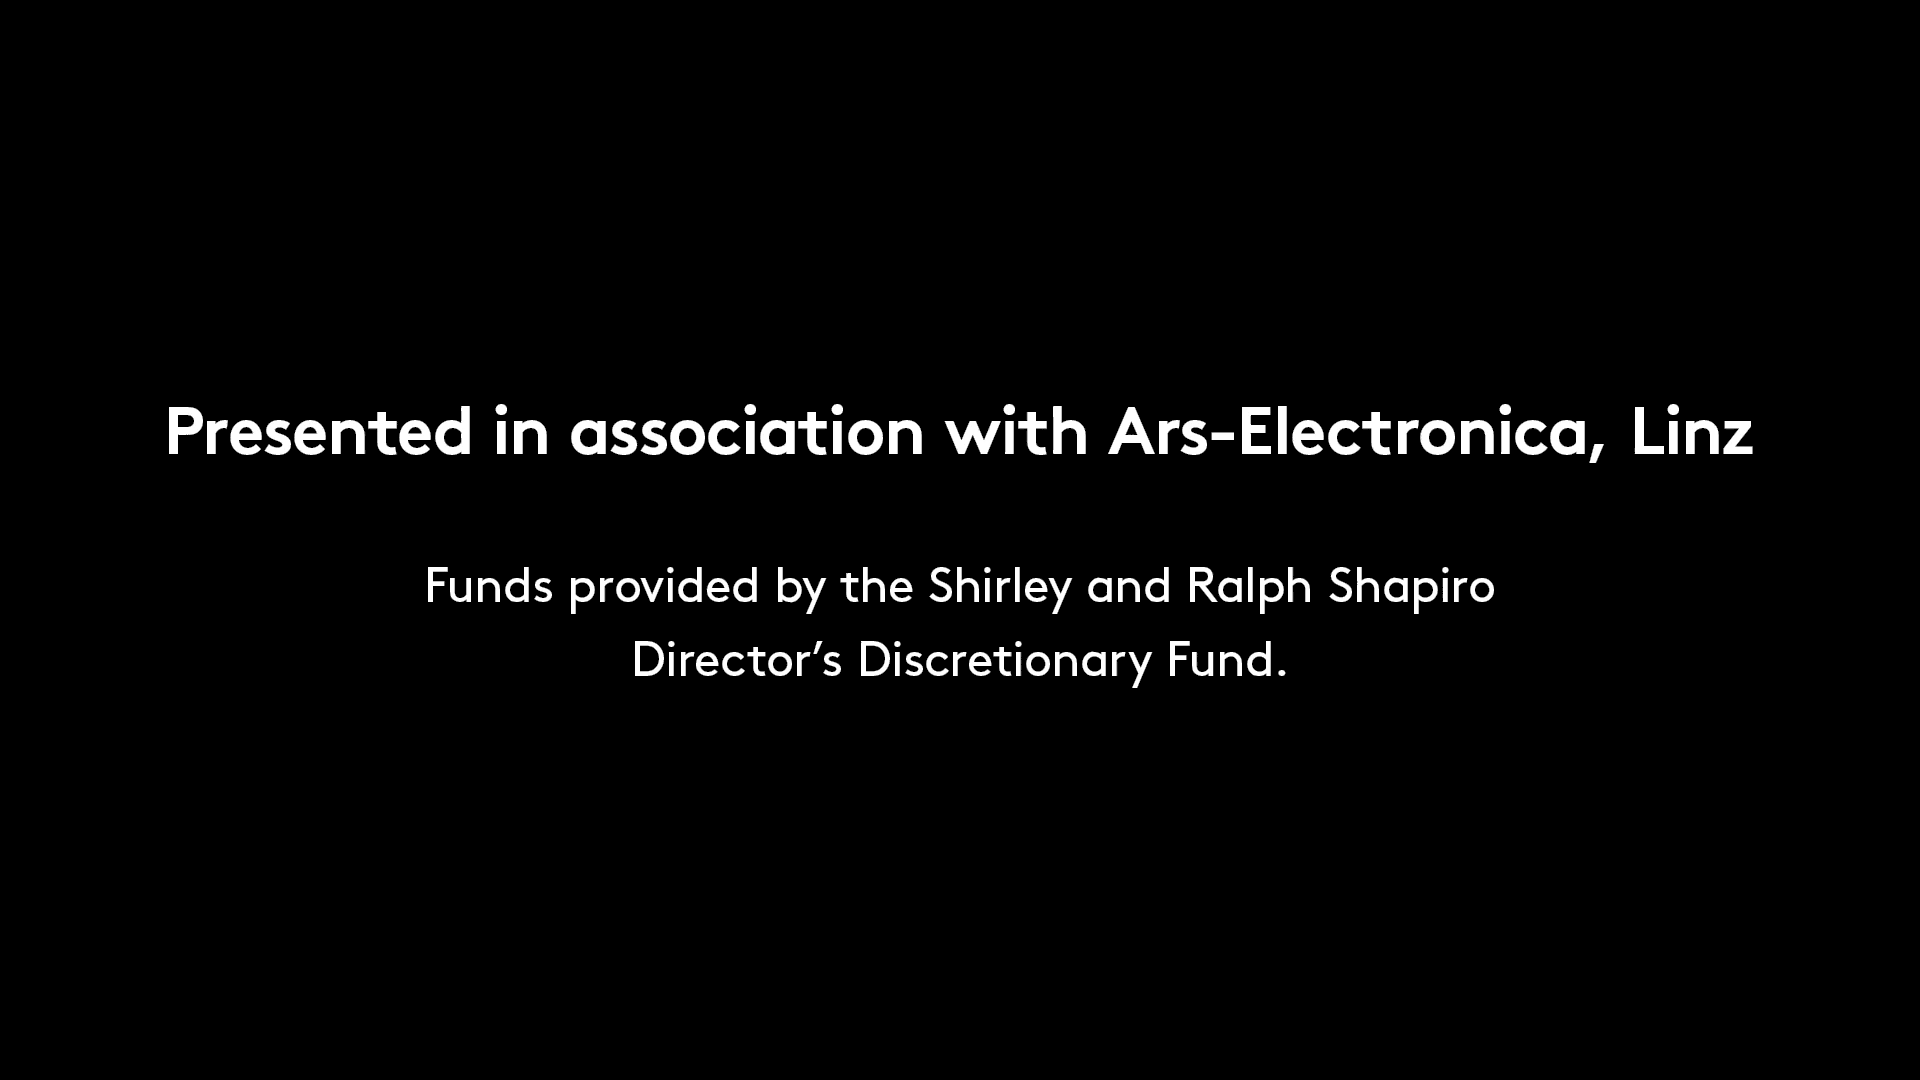 Presented in association with Ars-Electronica, Linz
Funds provided by the Shirley and Ralph Shapiro
Director’s Discretionary Fund.